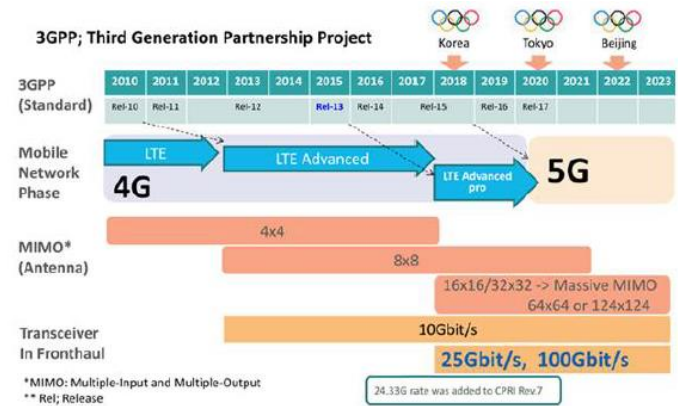 3GPP; Third Generation Partnership Project
Korea Tokyo Beijing
3GPP (Standard)
2010 2011 2012 2013 2014 2015 2016 2017 2018 2019 2020 2021 2022 2023
Rel-10 Rel-11 Rel-12 Rel-13 Rel-14 Rel-15 Rel-16 Rel-17
Mobile
Network
Phase
LTE
LTE Advanced
LTE Advanced
pro
4G
5G
MIMO*
(Antenna)
4x4
8x8
16x16/32x32 -> Massive MIMO
64x64 or 124x124
Transceiver
In Fronthaul
10Gbit/s
25Gbit/s, 100Gbit/s
*MIMO: Multiple-Input and Multiple-Output
** Rel; Release
24.33G rate was added to CPRI Rev.7